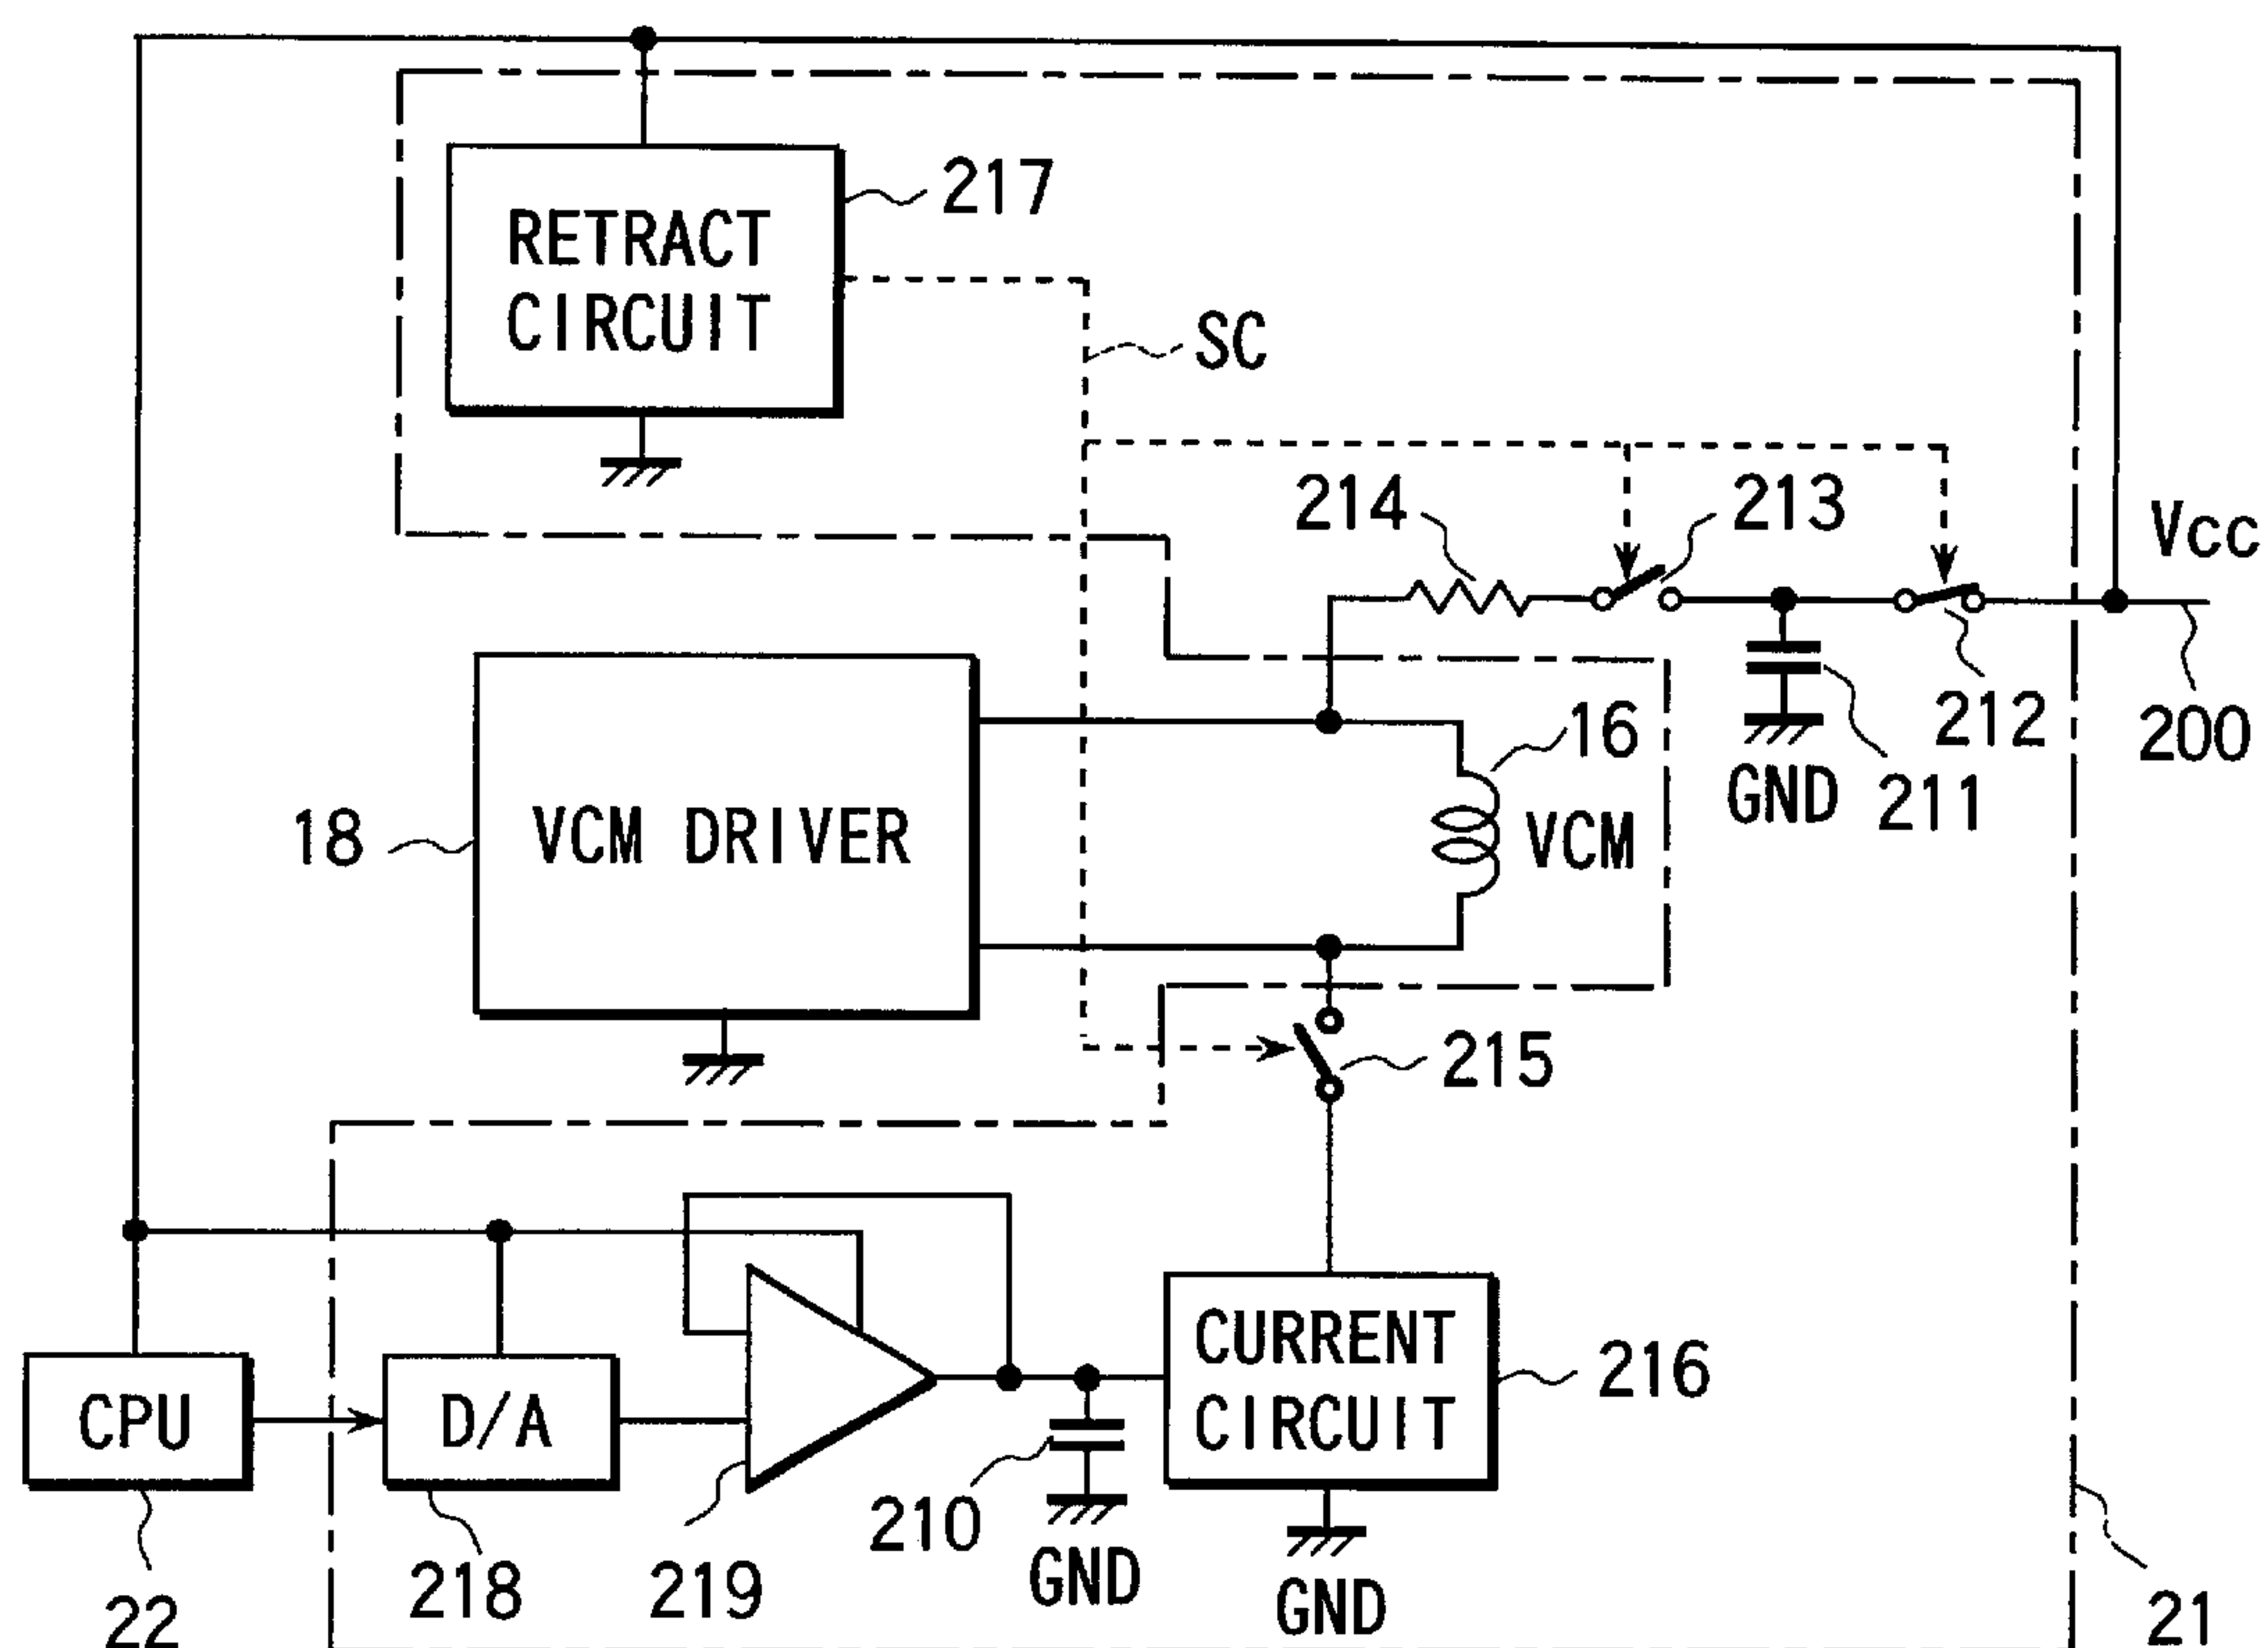 217
RETRACT
CIRCUIT
SC
214
213
Vcc
16
212
200
GND
211
18
VCM DRIVER
VCM
215
CURRENT
CIRCUIT
216
CPU
D/A
210
GND
218
219
GND
22
21